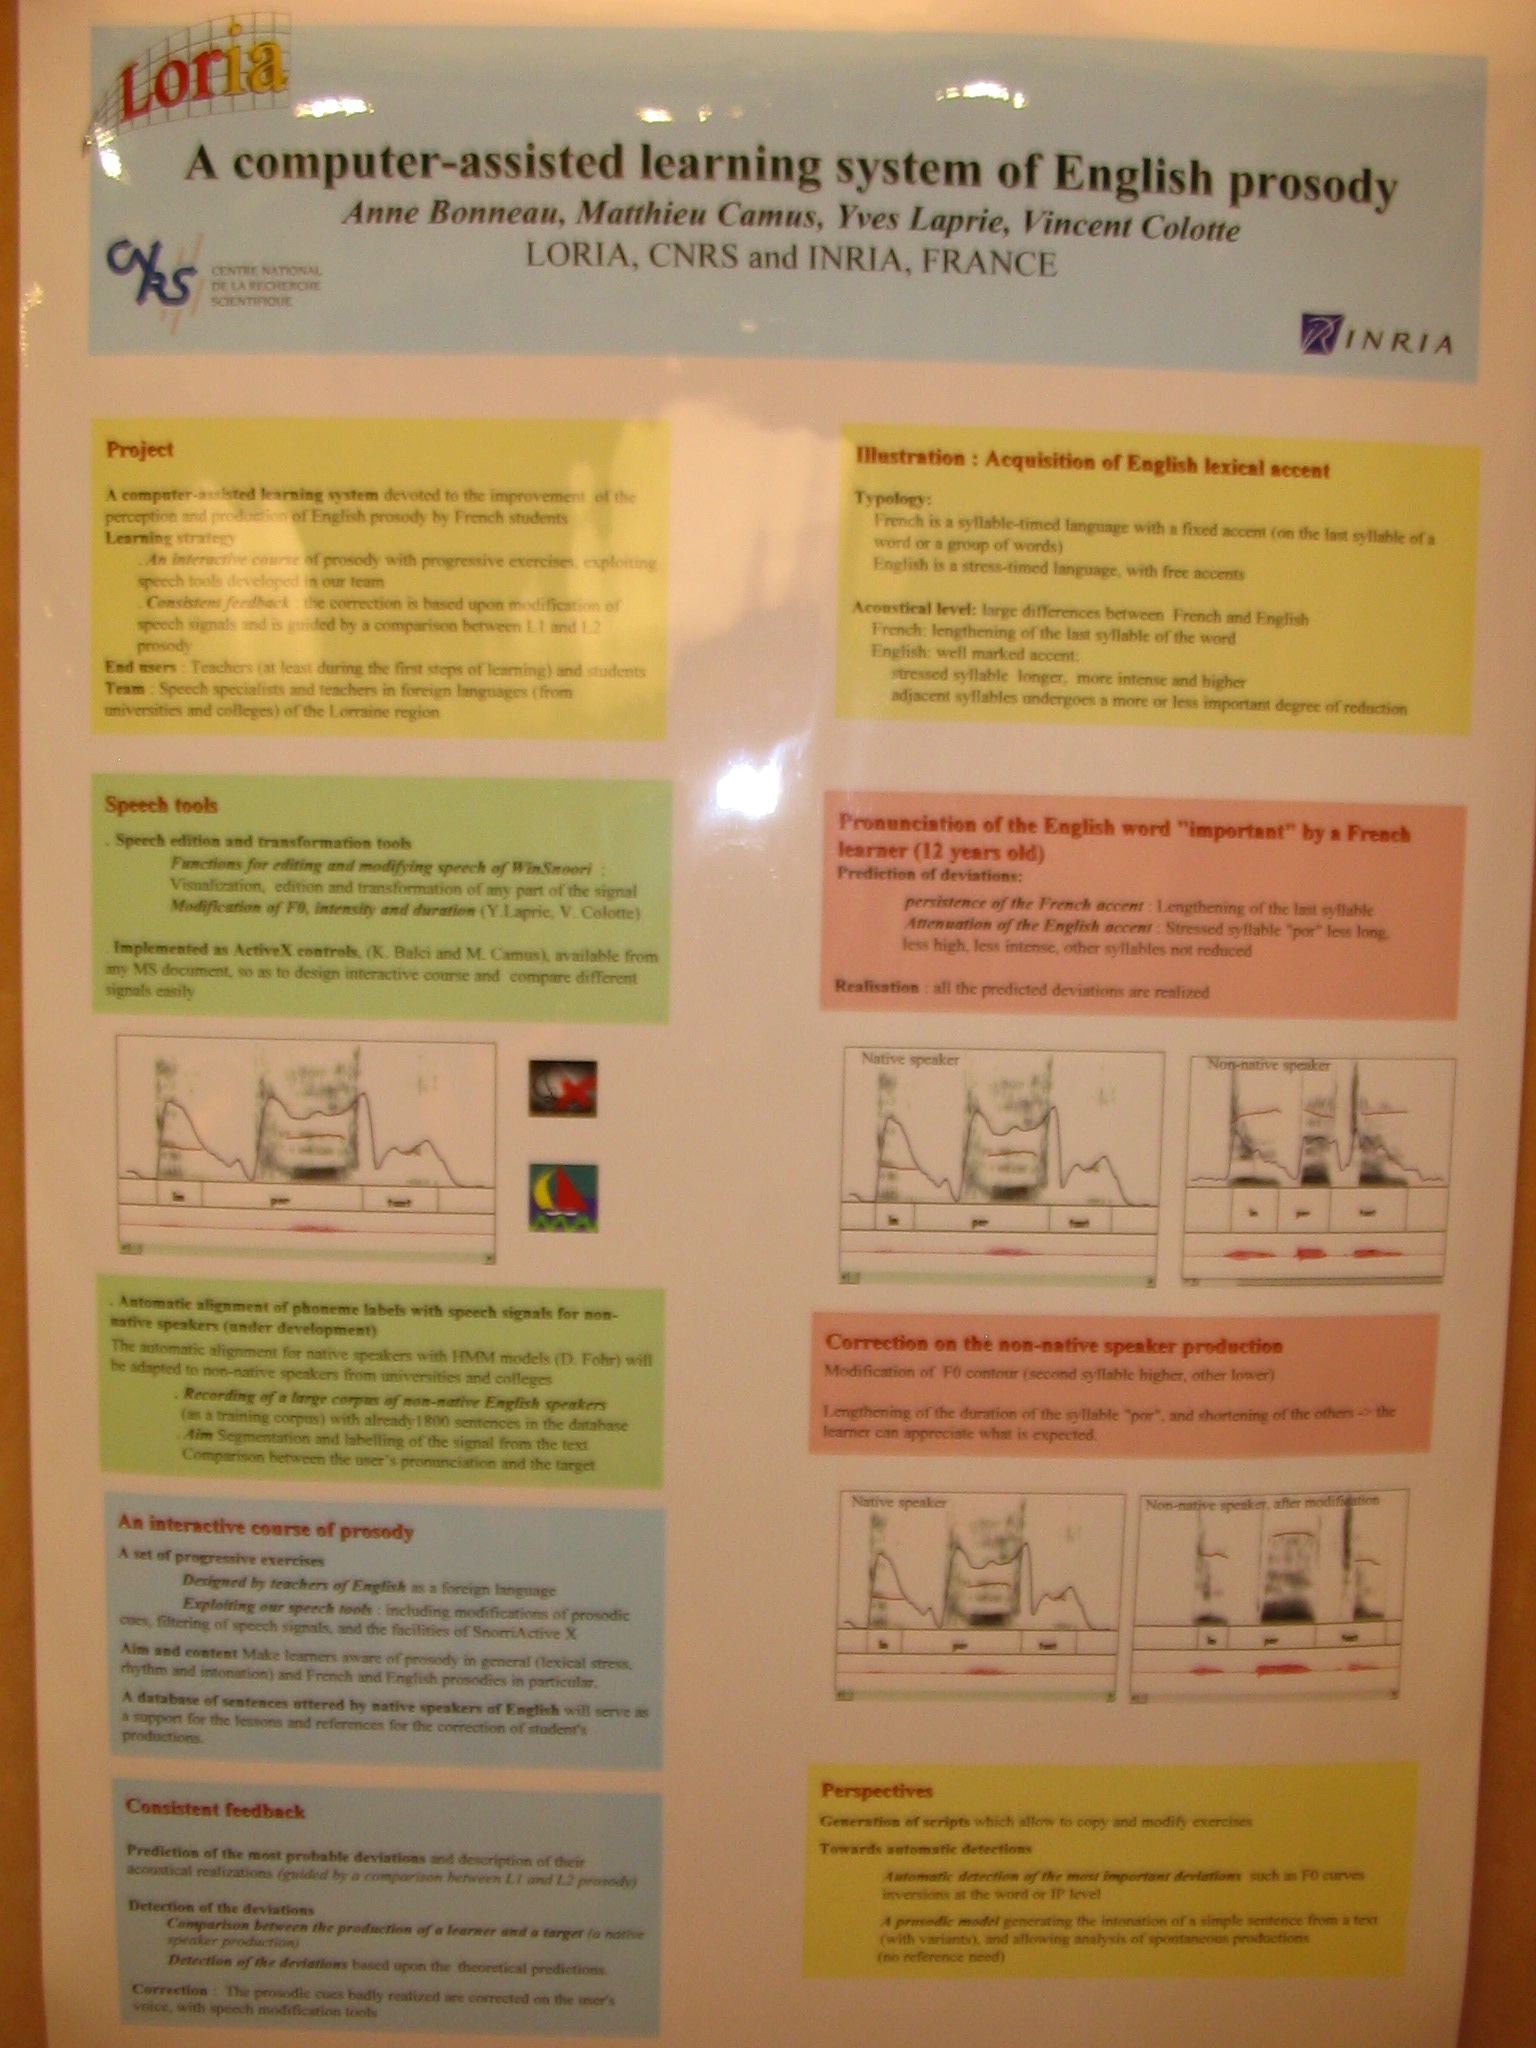 Loria
A computer-assisted learning system of English prosody
Anne Bonneau, Matthieu Camus, Yves Laprie, Vincent Colotte
LORIA, CNRS and INRIA, FRANCE
CNRS
CENTRE NATIONAL
DE LA RECHERCHE
SCIENTIFIQUE
INRIA
Project
A computer-assisted learning system devoted to the improvement of the
perception and production of English prosody by French students
Learning strategy
. An interactive course of prosody with progressive exercises, exploiting
speech tools developed in our team
. Consistent feedback : the correction is based upon modification of
speech signals and is guided by a comparison between L1 and L2
prosody
End users : Teachers (at least during the first steps of learning) and students
Team : Speech specialists and teachers in foreign languages (from
universities and colleges) of the Lorraine region
Speech tools
. Speech edition and transformation tools
Functions for editing and modifying speech of WinSnoori :
Visualization, edition and transformation of any part of the signal
Modification of F0, intensity and duration (Y.Laprie, V. Colotte)
. Implemented as ActiveX controls, (K. Balci and M. Camus), available from
any MS document, so as to design interactive course and compare different
signals easily
im por tant
. Automatic alignment of phoneme labels with speech signals for non-
native speakers (under development)
The automatic alignment for native speakers with HMM models (D. Fohr) will
be adapted to non-native speakers from universities and colleges
. Recording of a large corpus of non-native English speakers
(as a training corpus) with already1800 sentences in the database
. Aim Segmentation and labelling of the signal from the text
Comparison between the user's pronunciation and the target
An interactive course of prosody
A set of progressive exercises
Designed by teachers of English as a foreign language
Exploiting our speech tools : including modifications of prosodic
cues, filtering of speech signals, and the facilities of SnorriActive X
Aim and content Make learners aware of prosody in general (lexical stress,
rhythm and intonation) and French and English prosodies in particular.
A database of sentences uttered by native speakers of English will serve as
a support for the lessons and references for the correction of student's
productions.
Consistent feedback
Prediction of the most probable deviations and description of their
acoustical realizations (guided by a comparison between L1 and L2 prosody)
Detection of the deviations
Comparison between the production of a learner and a target (a native
speaker production)
Detection of the deviations based upon the theoretical predictions.
Correction : The prosodic cues badly realized are corrected on the user's
voice, with speech modification tools
Illustration : Acquisition of English lexical accent
Typology:
French is a syllable-timed language with a fixed accent (on the last syllable of a
word or a group of words)
English is a stress-timed language, with free accents
Acoustical level: large differences between French and English
French: lengthening of the last syllable of the word
English: well marked accent:
stressed syllable longer, more intense and higher
adjacent syllables undergoes a more or less important degree of reduction
Pronunciation of the English word "important" by a French
learner (12 years old)
Prediction of deviations:
persistence of the French accent : Lengthening of the last syllable
Attenuation of the English accent : Stressed syllable "por" less long,
less high, less intense, other syllables not reduced
Realisation : all the predicted deviations are realized
Native speaker
im por tant
Non-native speaker
im por tant
Correction on the non-native speaker production
Modification of F0 contour (second syllable higher, other lower)
Lengthening of the duration of the syllable "por", and shortening of the others -> the
learner can appreciate what is expected.
Native speaker
im por tant
Non-native speaker, after modification
im por tant
Perspectives
Generation of scripts which allow to copy and modify exercises
Towards automatic detections
Automatic detection of the most important deviations such as F0 curves
inversions at the word or IP level
A prosodic model generating the intonation of a simple sentence from a text
(with variants), and allowing analysis of spontaneous productions
(no reference need)